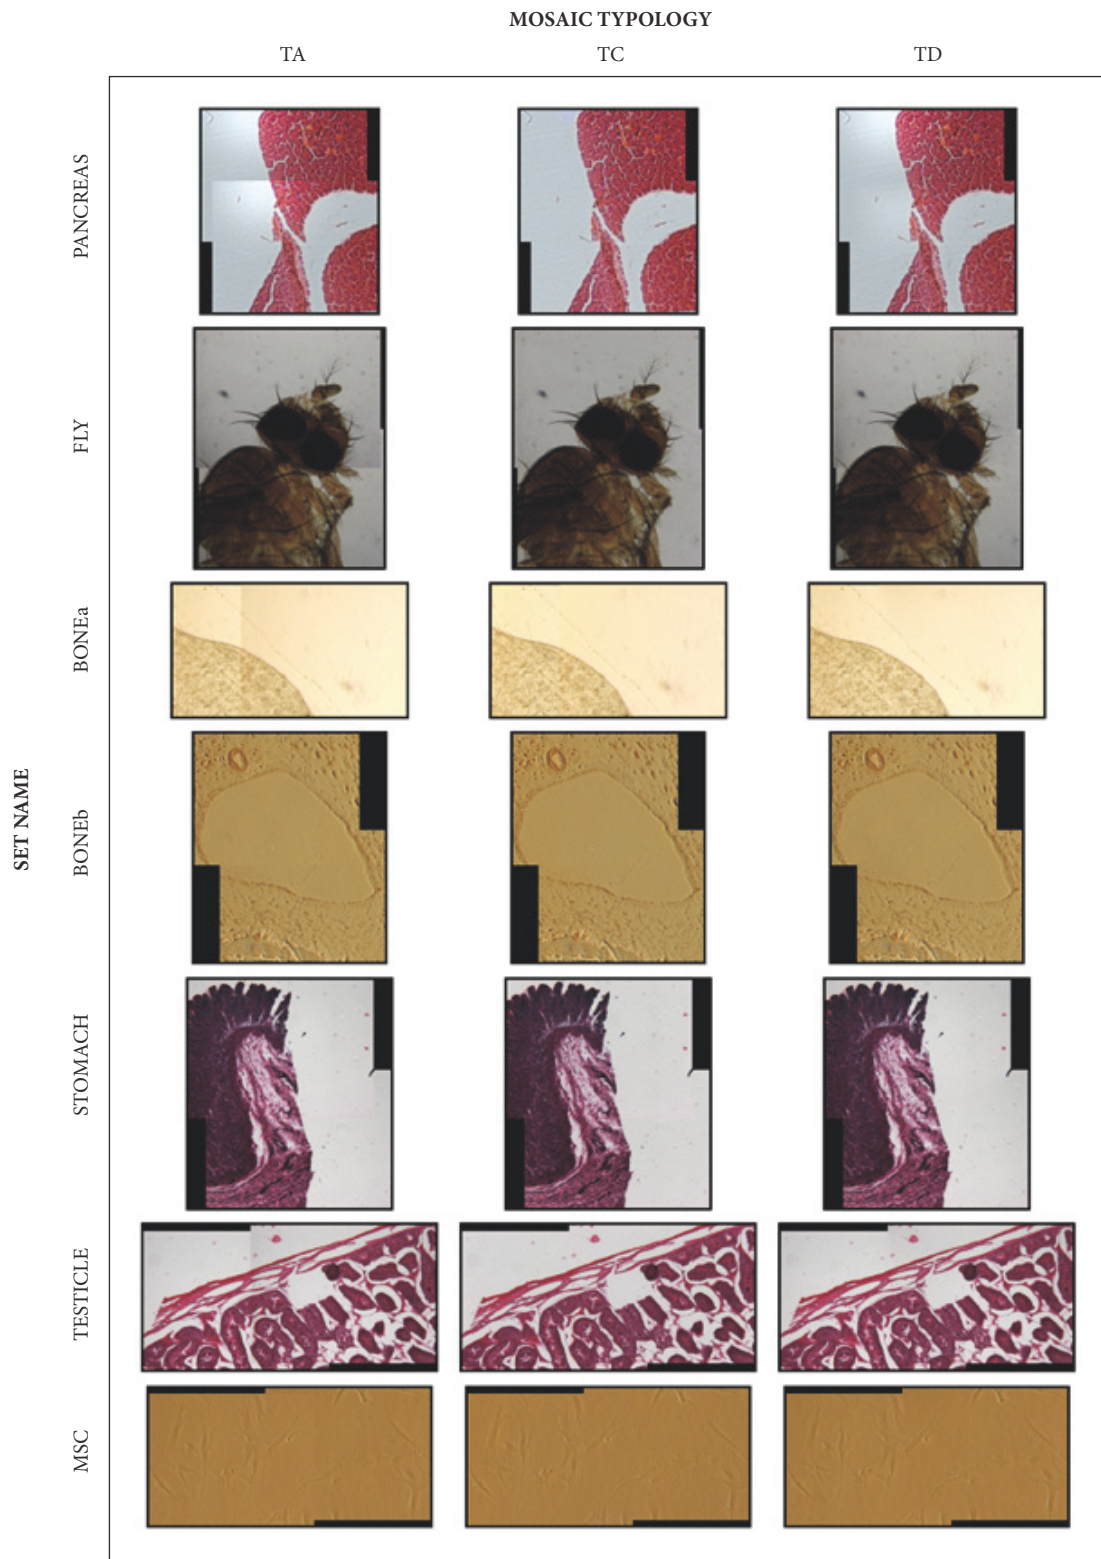 MOSAIC TYPOLOGY
TA TC TD
SET NAME
PANCREAS
FLY
BONEa
BONEb
STOMACH
TESTICLE
MSC